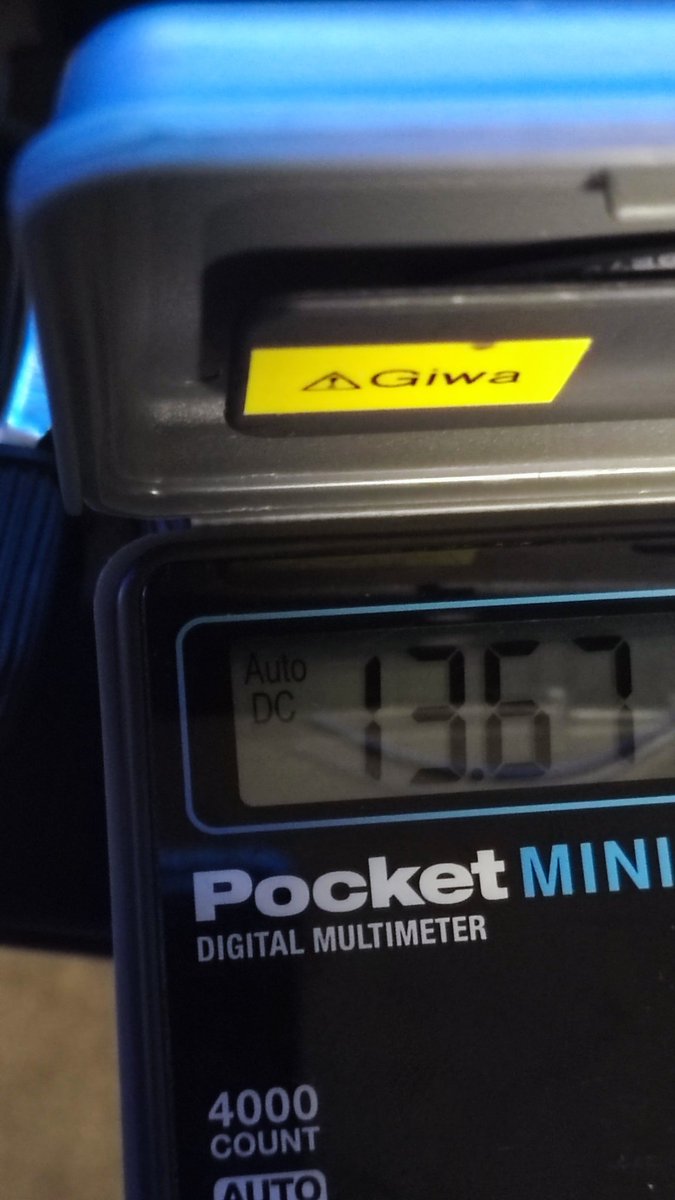 ⚠Giwa
Auto
DC
13.67
Pocket MINI
DIGITAL MULTIMETER
4000
COUNT
AUTO